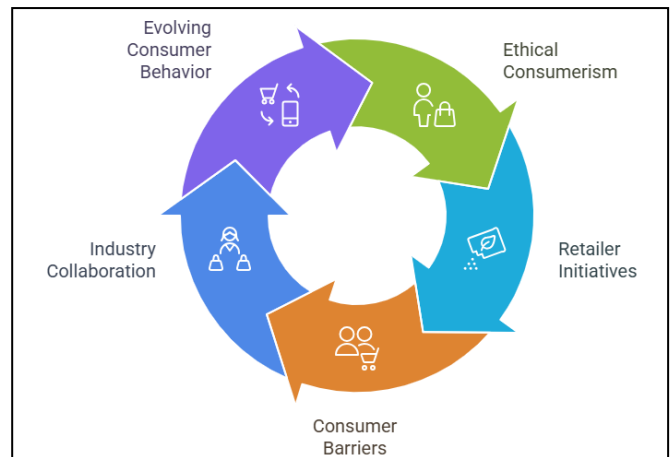 Evolving
Consumer
Behavior
Ethical
Consumerism
Retailer
Initiatives
Consumer
Barriers
Industry
Collaboration